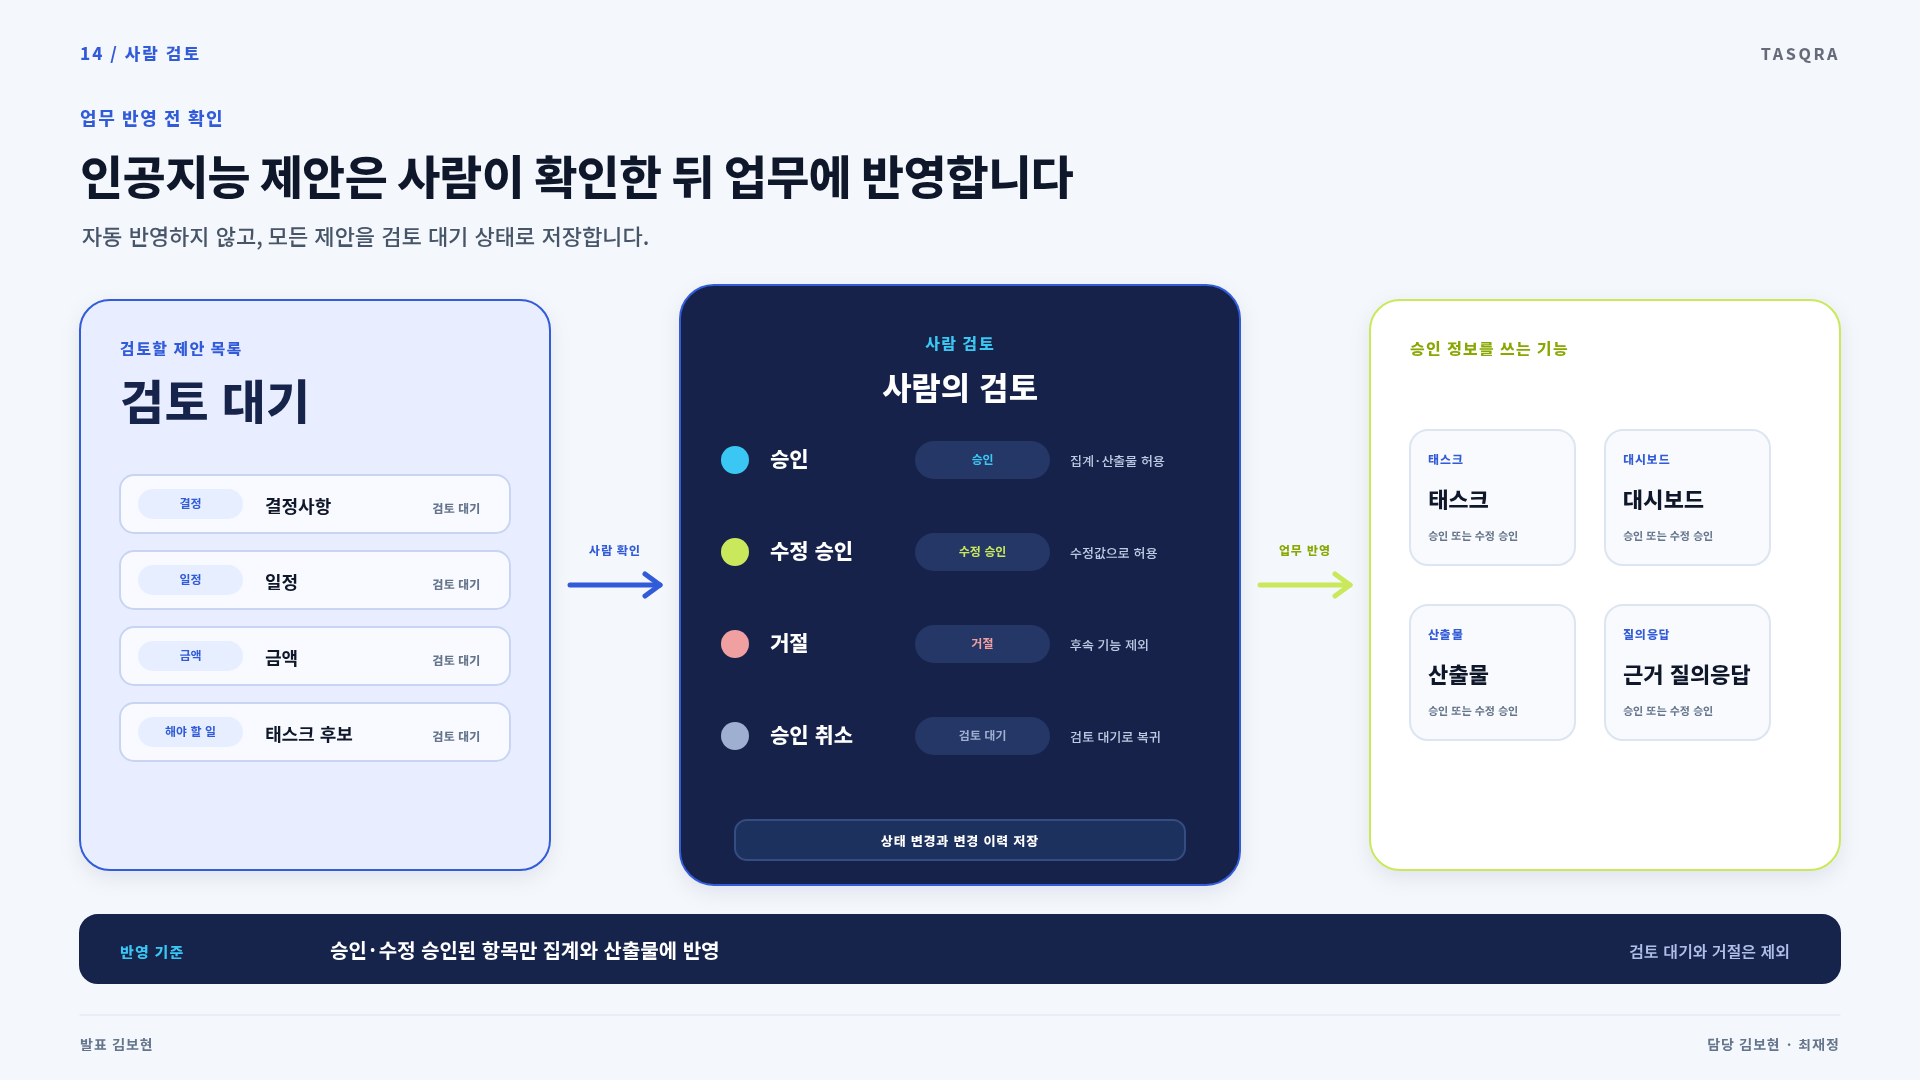 14 / 사람 검토
TASQRA
업무 반영 전 확인
인공지능 제안은 사람이 확인한 뒤 업무에 반영합니다
자동 반영하지 않고, 모든 제안을 검토 대기 상태로 저장합니다.
검토할 제안 목록
검토 대기
결정 결정사항 검토 대기
일정 일정 검토 대기
금액 금액 검토 대기
해야 할 일 태스크 후보 검토 대기
사람 확인
사람 검토
사람의 검토
승인 승인 집계·산출물 허용
수정 승인 수정 승인 수정값으로 허용
거절 거절 후속 기능 제외
승인 취소 검토 대기 검토 대기로 복귀
상태 변경과 변경 이력 저장
업무 반영
승인 정보를 쓰는 기능
태스크
태스크
승인 또는 수정 승인
대시보드
대시보드
승인 또는 수정 승인
산출물
산출물
승인 또는 수정 승인
질의응답
근거 질의응답
승인 또는 수정 승인
반영 기준 승인·수정 승인된 항목만 집계와 산출물에 반영 검토 대기와 거절은 제외
발표 김보현
담당 김보현 · 최재정